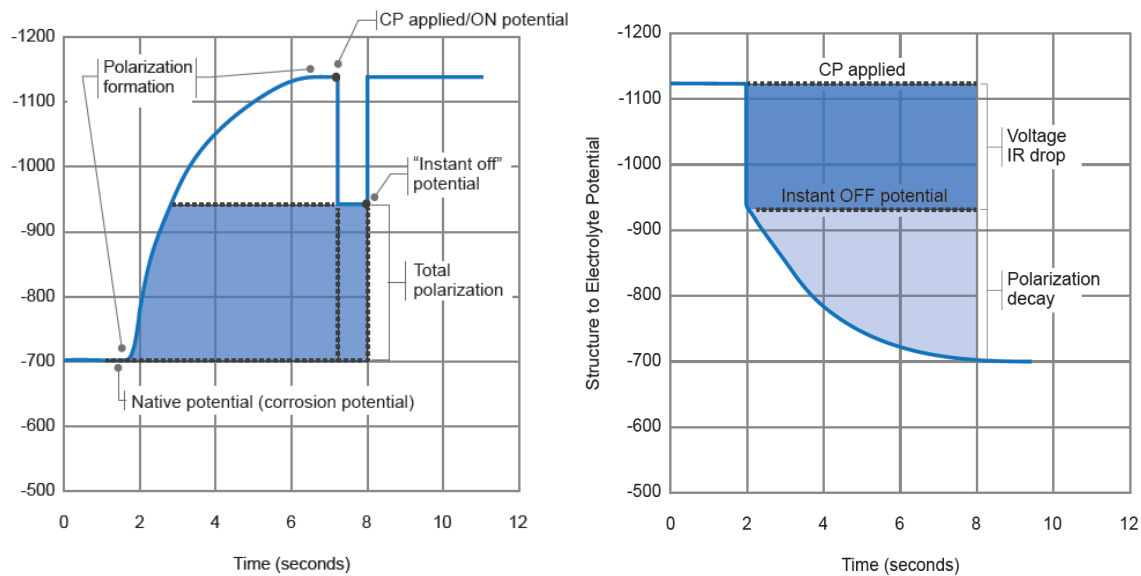 CP applied/ON potential
Polarization
formation
"Instant off"
potential
Total
polarization
Native potential (corrosion potential)
-1200
-1100
-1000
-900
-800
-700
-600
-500
0 2 4 6 8 10 12
Time (seconds)
Structure to Electrolyte Potential
-1200
-1100
-1000
-900
-800
-700
-600
-500
CP applied
Voltage
IR drop
Instant OFF potential
Polarization
decay
0 2 4 6 8 10 12
Time (seconds)